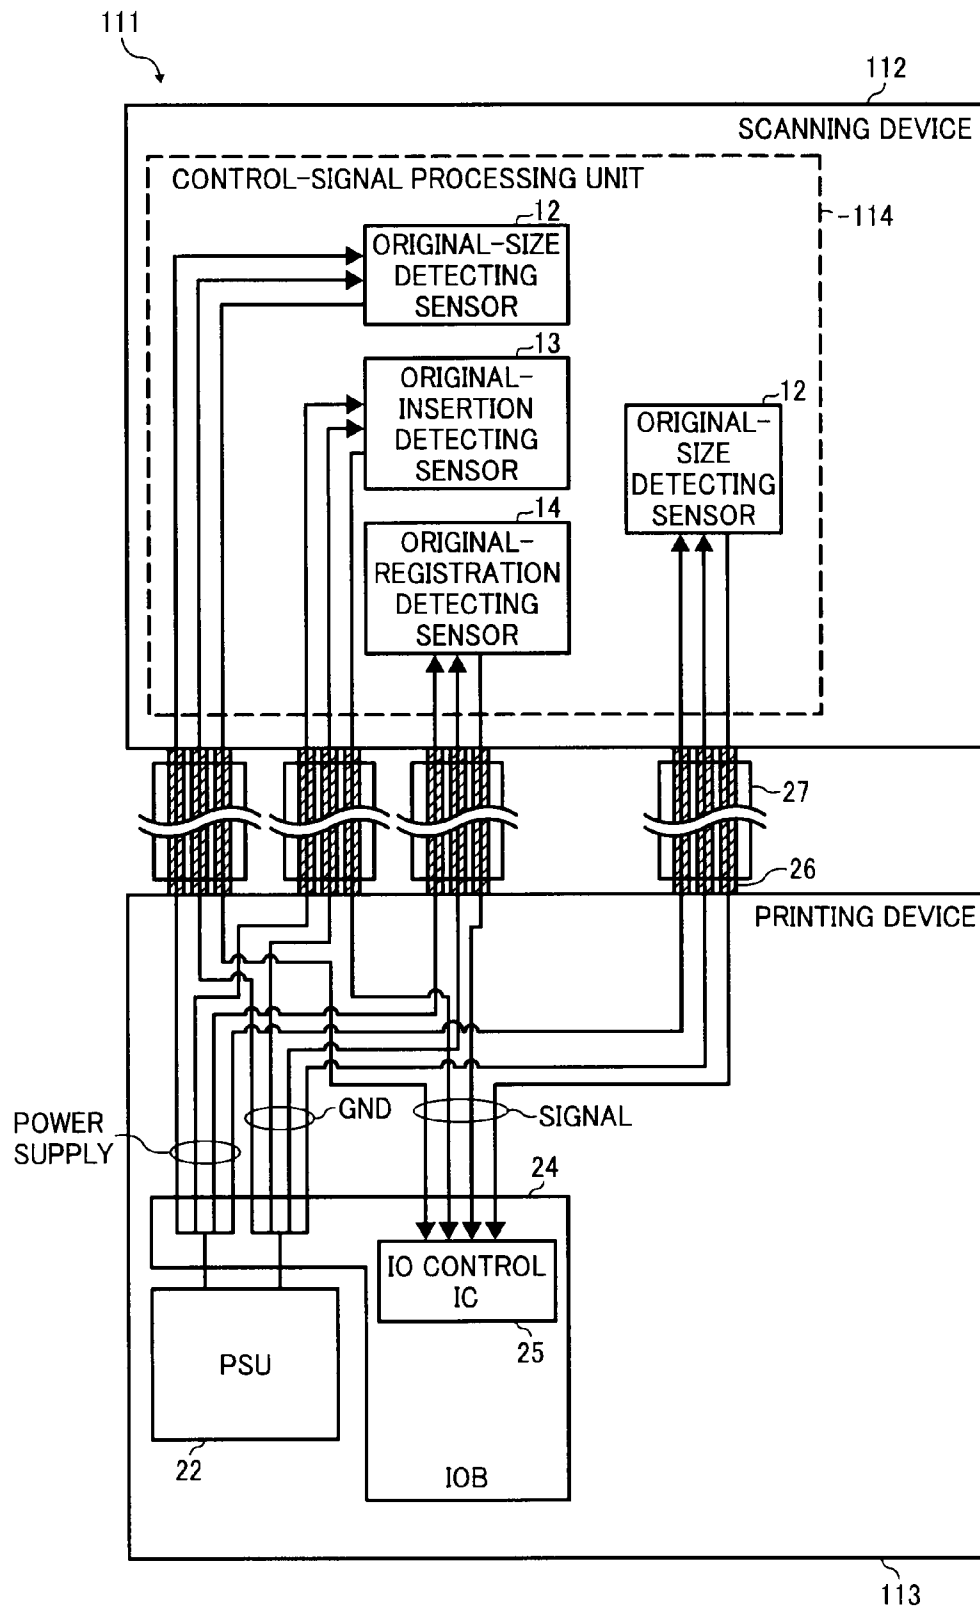 111
112
SCANNING DEVICE
CONTROL-SIGNAL PROCESSING UNIT
114
12
ORIGINAL-SIZE
DETECTING
SENSOR
13
ORIGINAL-
INSERTION
DETECTING
SENSOR
12
ORIGINAL-
SIZE
DETECTING
SENSOR
14
ORIGINAL-
REGISTRATION
DETECTING
SENSOR
27
26
PRINTING DEVICE
POWER
SUPPLY
GND
SIGNAL
24
IO CONTROL
IC
25
PSU
22
IOB
113